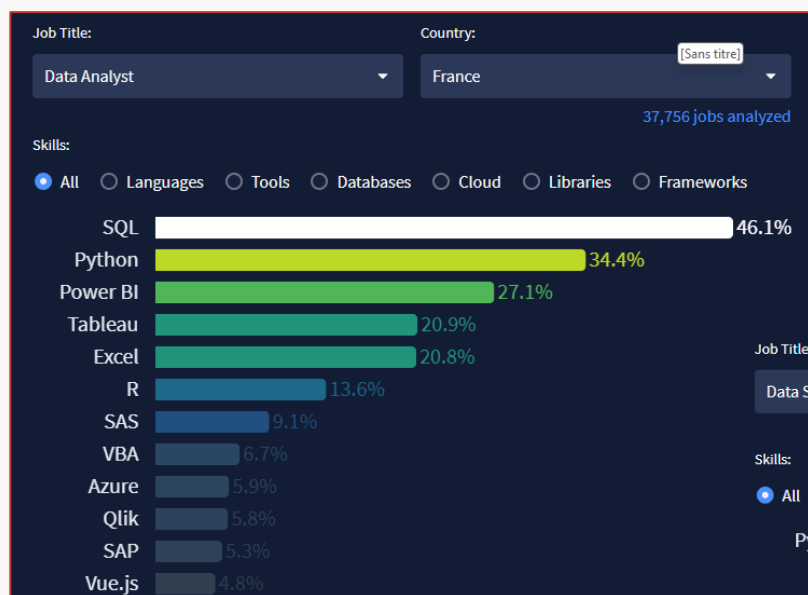 Job Title:
Country:
[Sans titre]
Data Analyst
France
37,756 jobs analyzed
Skills:
All Languages Tools Databases Cloud Libraries Frameworks
SQL 46.1%
Python 34.4%
Power BI 27.1%
Tableau 20.9%
Excel 20.8%
R 13.6%
SAS 9.1%
VBA 6.7%
Azure 5.9%
Qlik 5.8%
SAP 5.3%
Vue.js 4.8%
Job Title
Data S
Skills:
All
Py